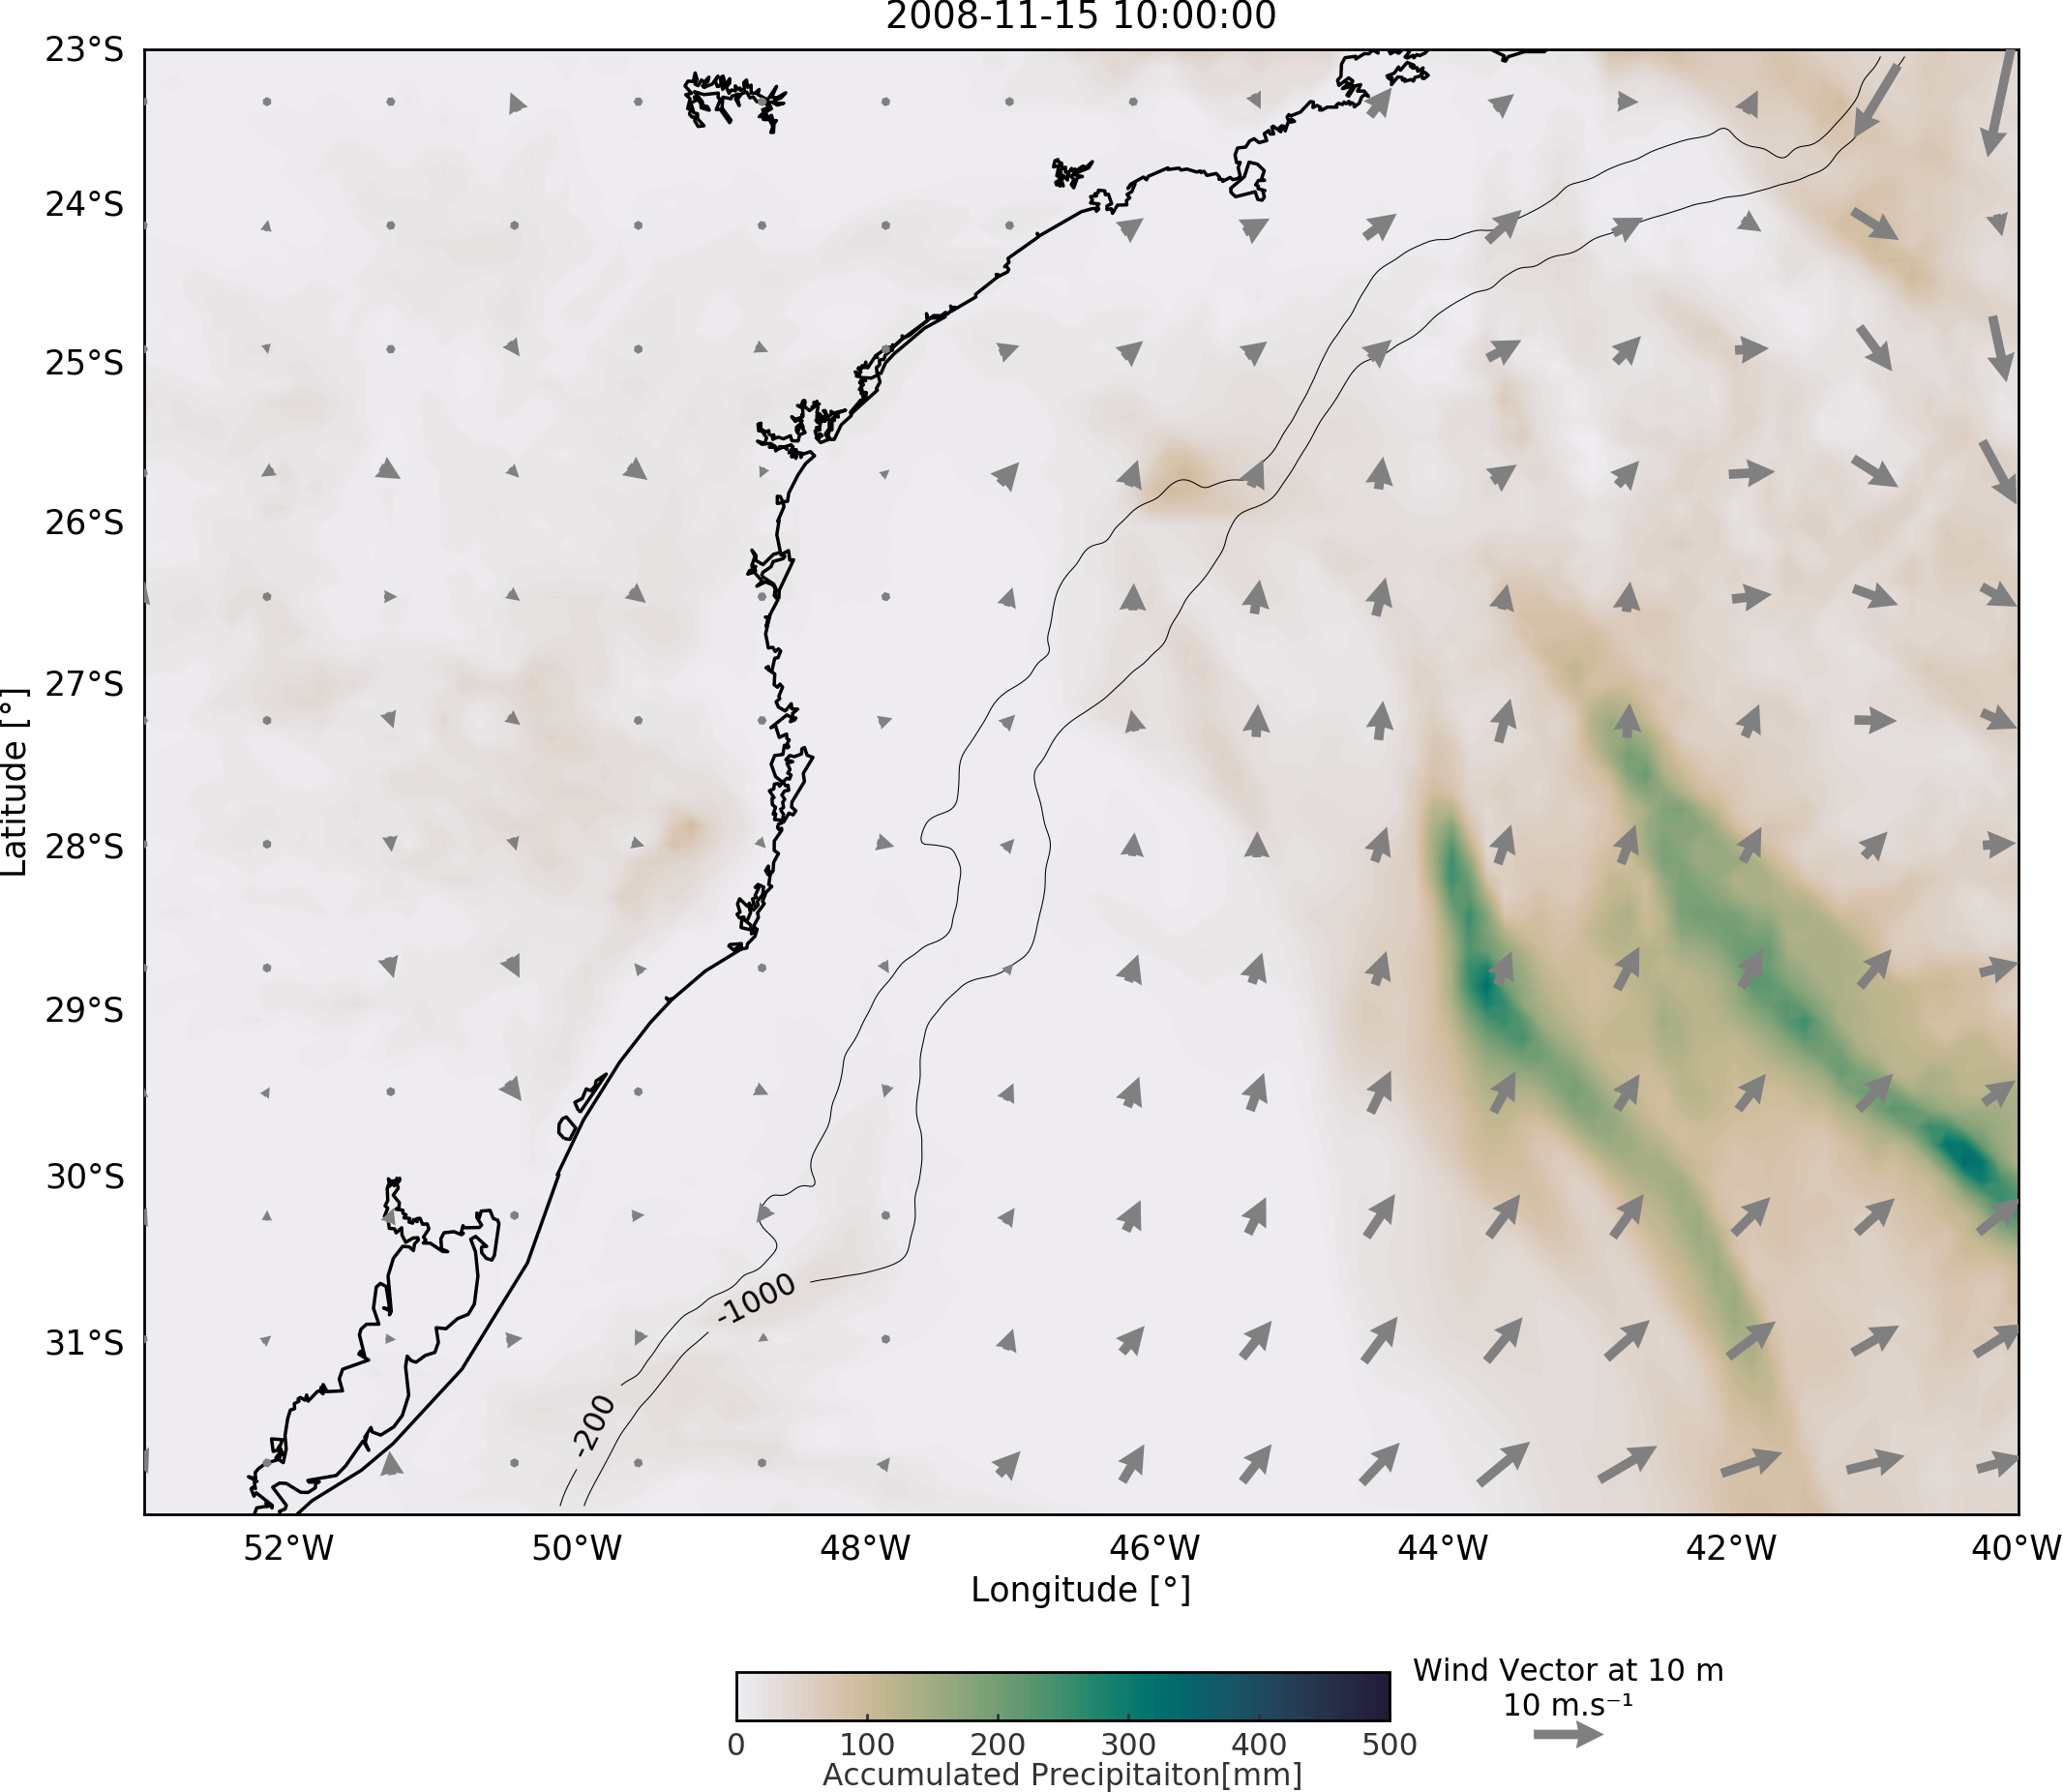 2008-11-15 10:00:00
23°S
24°S
25°S
26°S
27°S
28°S
29°S
30°S
31°S
Latitude [°]
-1000
-200
52°W 50°W 48°W 46°W 44°W 42°W 40°W
Longitude [°]
Wind Vector at 10 m
10 m.s⁻¹
0 100 200 300 400 500
Accumulated Precipitaiton[mm]